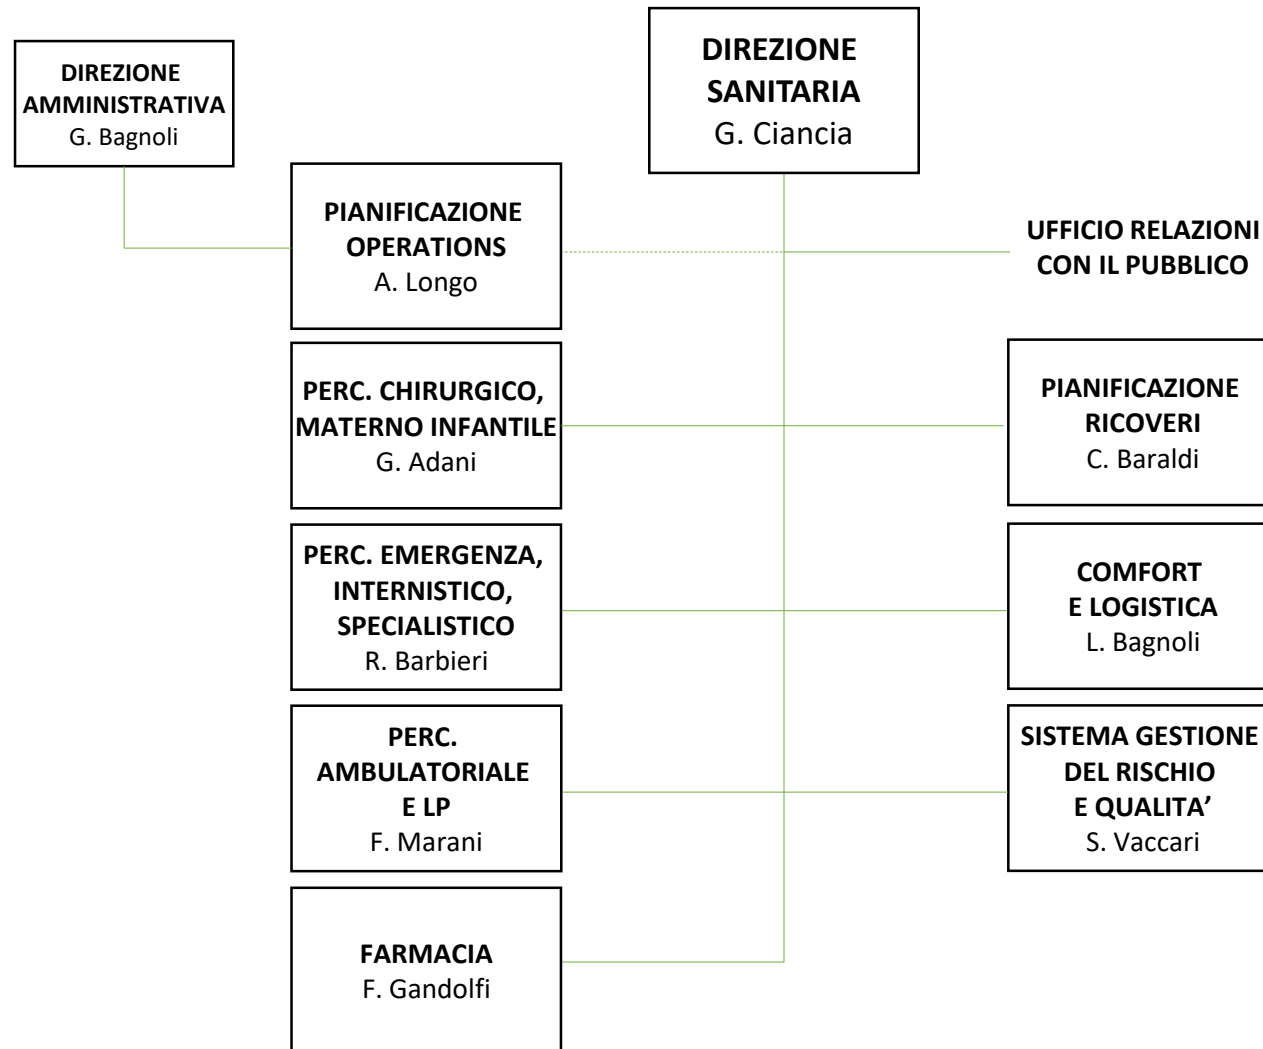 DIREZIONE
AMMINISTRATIVA
G. Bagnoli
DIREZIONE
SANITARIA
G. Ciancia
PIANIFICAZIONE
OPERATIONS
A. Longo
UFFICIO RELAZIONI
CON IL PUBBLICO
PERC. CHIRURGICO,
MATERNO INFANTILE
G. Adani
PIANIFICAZIONE
RICOVERI
C. Baraldi
PERC. EMERGENZA,
INTERNISTICO,
SPECIALISTICO
R. Barbieri
COMFORT
E LOGISTICA
L. Bagnoli
PERC.
AMBULATORIALE
E LP
F. Marani
SISTEMA GESTIONE
DEL RISCHIO
E QUALITA’
S. Vaccari
FARMACIA
F. Gandolfi